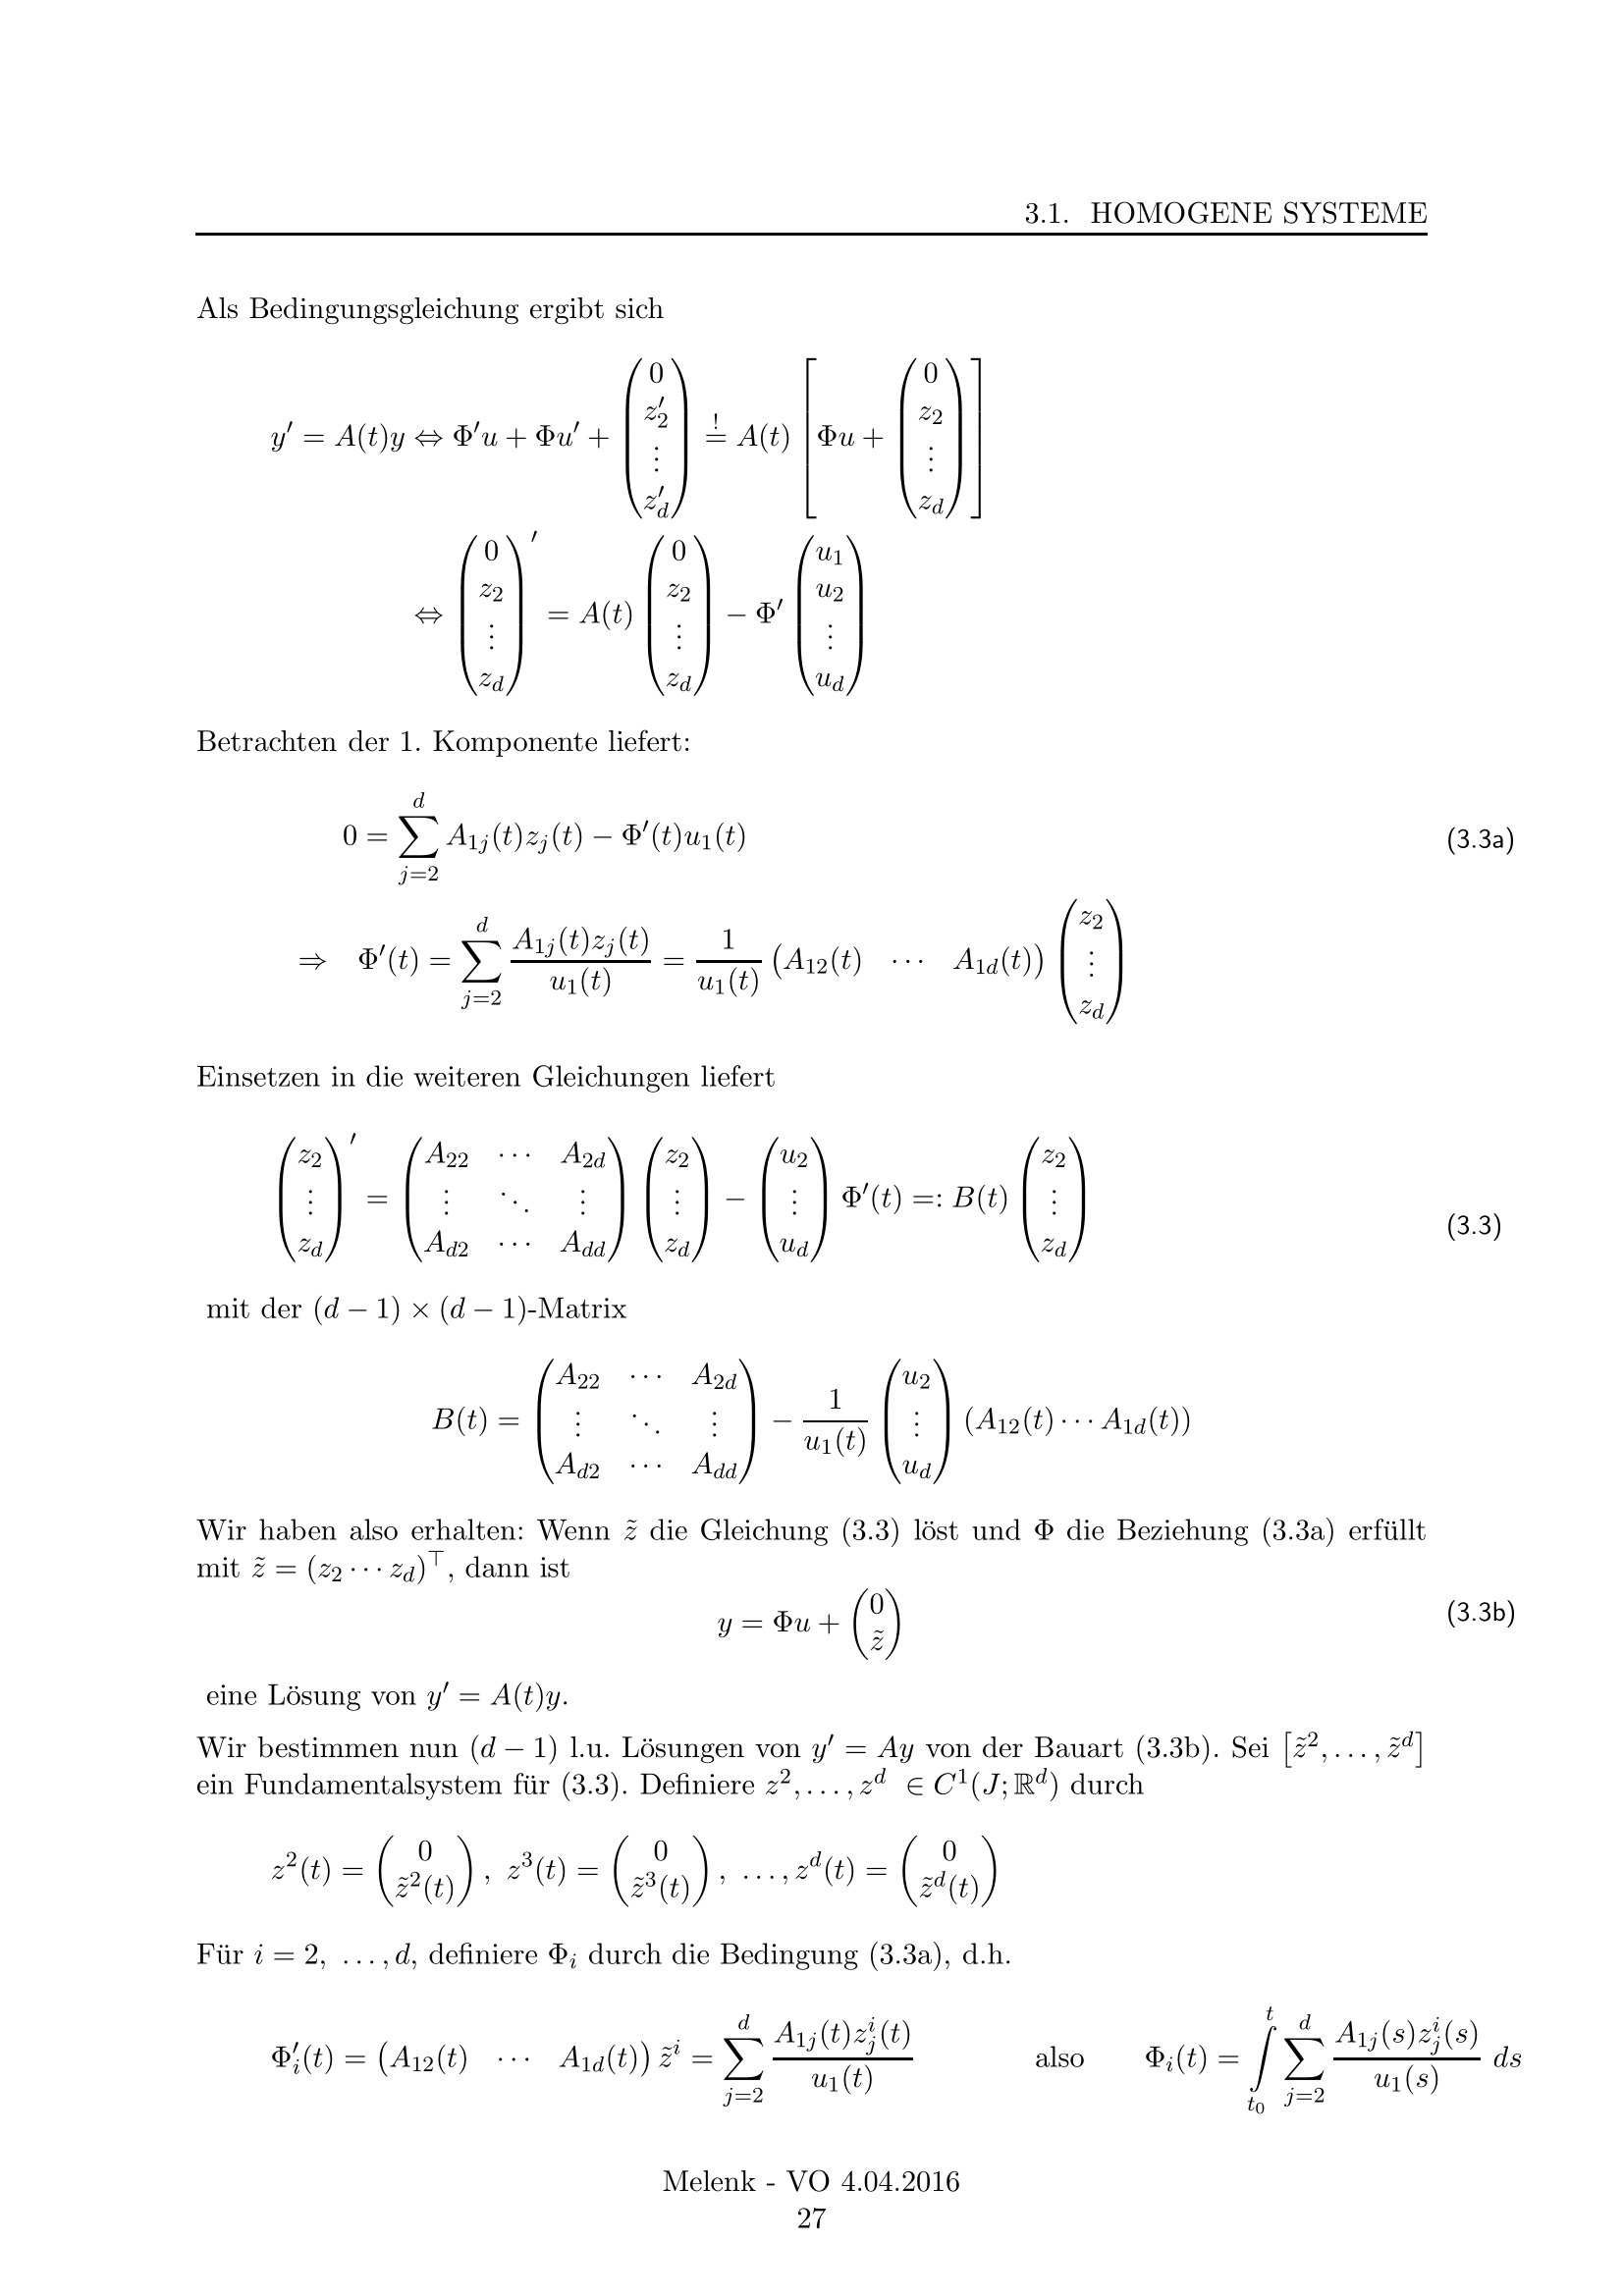 3.1. HOMOGENE SYSTEME
Als Bedingungsgleichung ergibt sich
$y' = A(t)y \Leftrightarrow \Phi' u + \Phi u' + \begin{pmatrix} 0 \\ z_2' \\ \vdots \\ z_d' \end{pmatrix} \overset{!}{=} A(t) \left[ \Phi u + \begin{pmatrix} 0 \\ z_2 \\ \vdots \\ z_d \end{pmatrix} \right]$
$\Leftrightarrow \begin{pmatrix} 0 \\ z_2 \\ \vdots \\ z_d \end{pmatrix}' = A(t) \begin{pmatrix} 0 \\ z_2 \\ \vdots \\ z_d \end{pmatrix} - \Phi' \begin{pmatrix} u_1 \\ u_2 \\ \vdots \\ u_d \end{pmatrix}$
Betrachten der 1. Komponente liefert:
$0 = \sum_{j=2}^{d} A_{1j}(t) z_j(t) - \Phi'(t) u_1(t)$ (3.3a)
$\Rightarrow \quad \Phi'(t) = \sum_{j=2}^{d} \frac{A_{1j}(t) z_j(t)}{u_1(t)} = \frac{1}{u_1(t)} \begin{pmatrix} A_{12}(t) & \cdots & A_{1d}(t) \end{pmatrix} \begin{pmatrix} z_2 \\ \vdots \\ z_d \end{pmatrix}$
Einsetzen in die weiteren Gleichungen liefert
$\begin{pmatrix} z_2 \\ \vdots \\ z_d \end{pmatrix}' = \begin{pmatrix} A_{22} & \cdots & A_{2d} \\ \vdots & \ddots & \vdots \\ A_{d2} & \cdots & A_{dd} \end{pmatrix} \begin{pmatrix} z_2 \\ \vdots \\ z_d \end{pmatrix} - \begin{pmatrix} u_2 \\ \vdots \\ u_d \end{pmatrix} \Phi'(t) =: B(t) \begin{pmatrix} z_2 \\ \vdots \\ z_d \end{pmatrix}$ (3.3)
mit der $(d-1) \times (d-1)$-Matrix
$B(t) = \begin{pmatrix} A_{22} & \cdots & A_{2d} \\ \vdots & \ddots & \vdots \\ A_{d2} & \cdots & A_{dd} \end{pmatrix} - \frac{1}{u_1(t)} \begin{pmatrix} u_2 \\ \vdots \\ u_d \end{pmatrix} (A_{12}(t) \cdots A_{1d}(t))$
Wir haben also erhalten: Wenn $\tilde{z}$ die Gleichung (3.3) löst und $\Phi$ die Beziehung (3.3a) erfüllt
mit $\tilde{z} = (z_2 \cdots z_d)^\top$, dann ist
$y = \Phi u + \begin{pmatrix} 0 \\ \tilde{z} \end{pmatrix}$ (3.3b)
eine Lösung von $y' = A(t)y$.
Wir bestimmen nun $(d-1)$ l.u. Lösungen von $y' = Ay$ von der Bauart (3.3b). Sei $\left[ \tilde{z}^2, \ldots, \tilde{z}^d \right]$
ein Fundamentalsystem für (3.3). Definiere $z^2, \ldots, z^d \in C^1(J; \mathbb{R}^d)$ durch
$z^2(t) = \begin{pmatrix} 0 \\ \tilde{z}^2(t) \end{pmatrix}, \ z^3(t) = \begin{pmatrix} 0 \\ \tilde{z}^3(t) \end{pmatrix}, \ \ldots, z^d(t) = \begin{pmatrix} 0 \\ \tilde{z}^d(t) \end{pmatrix}$
Für $i = 2, \ \ldots, d$, definiere $\Phi_i$ durch die Bedingung (3.3a), d.h.
$\Phi_i'(t) = \begin{pmatrix} A_{12}(t) & \cdots & A_{1d}(t) \end{pmatrix} \tilde{z}^i = \sum_{j=2}^{d} \frac{A_{1j}(t) z_j^i(t)}{u_1(t)}$ also $\Phi_i(t) = \int\limits_{t_0}^{t} \sum_{j=2}^{d} \frac{A_{1j}(s) z_j^i(s)}{u_1(s)} \ ds$
Melenk - VO 4.04.2016
27